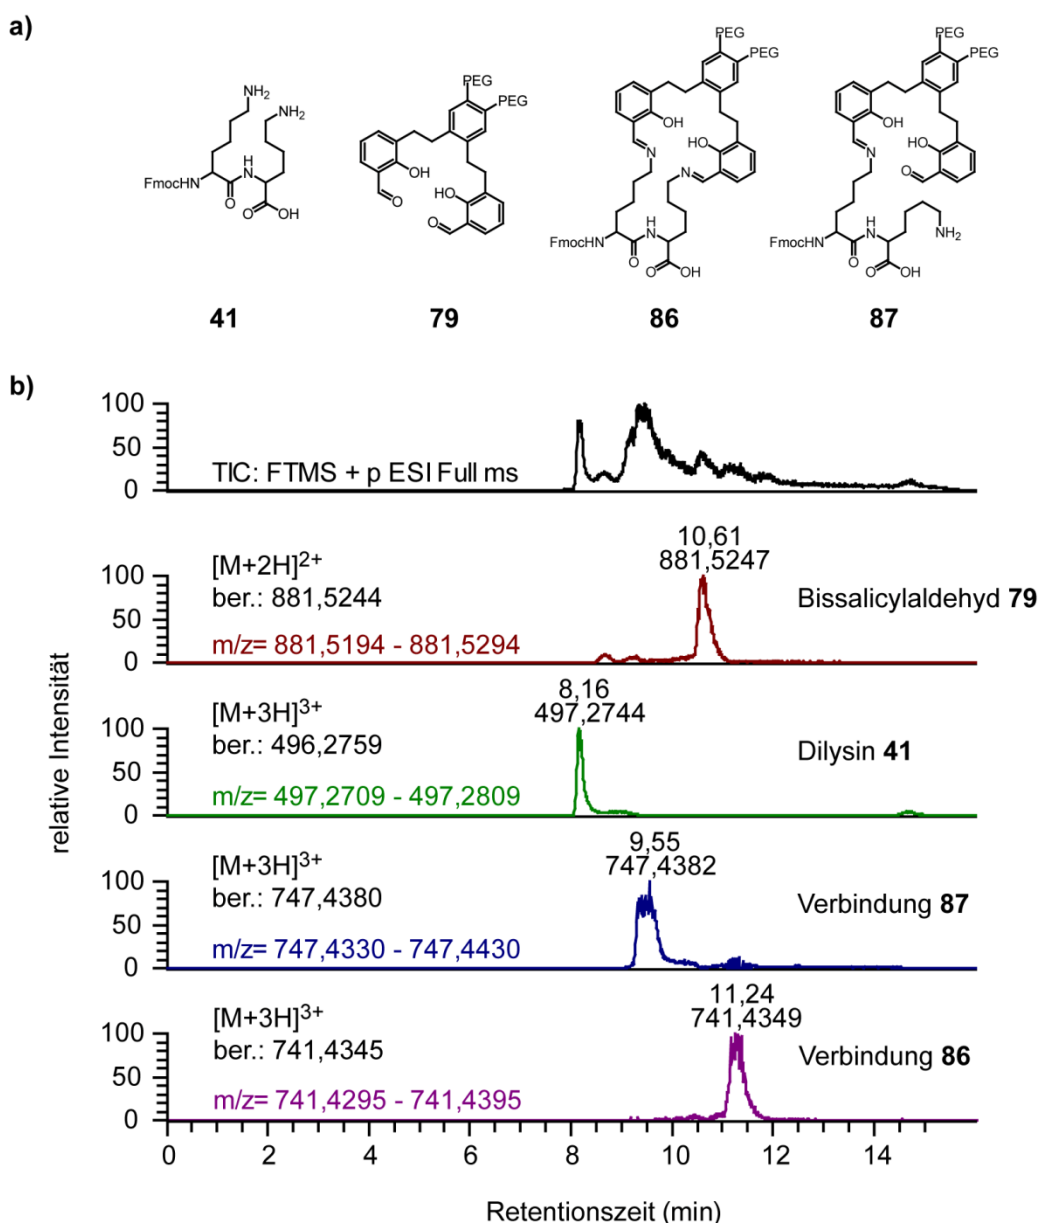 a)
PEG
PEG
PEG
PEG
PEG
PEG
NH2
NH2
FmocHN
O
H
N
O
OH
OH
HO
O
O
OH
HO
N
N
FmocHN
O
H
N
O
OH
OH
HO
N
O
FmocHN
O
H
N
NH2
O
OH
41
79
86
87
b)
relative Intensität
100
50
0
TIC: FTMS + p ESI Full ms
10,61
881,5247
[M+2H]2+
ber.: 881,5244
m/z= 881,5194 - 881,5294
Bissalicylaldehyd 79
100
50
0
8,16
497,2744
[M+3H]3+
ber.: 496,2759
m/z= 497,2709 - 497,2809
Dilysin 41
100
50
0
9,55
747,4382
[M+3H]3+
ber.: 747,4380
m/z= 747,4330 - 747,4430
Verbindung 87
100
50
0
11,24
741,4349
[M+3H]3+
ber.: 741,4345
m/z= 741,4295 - 741,4395
Verbindung 86
100
50
0
0 2 4 6 8 10 12 14
Retentionszeit (min)